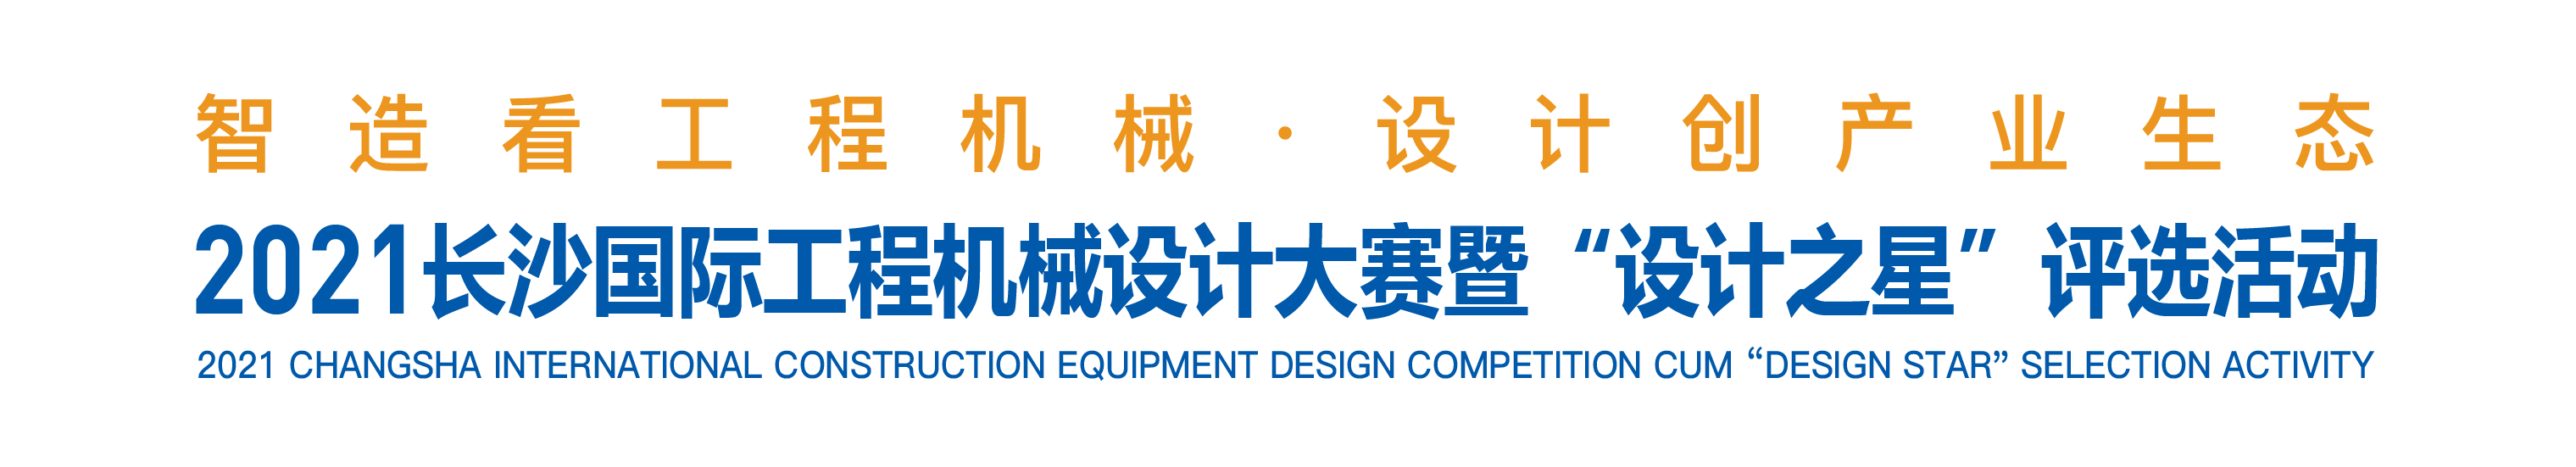 智造看工程机械·设计创产业生态
2021长沙国际工程机械设计大赛暨“设计之星”评选活动
2021 CHANGSHA INTERNATIONAL CONSTRUCTION EQUIPMENT DESIGN COMPETITION CUM “DESIGN STAR” SELECTION ACTIVITY